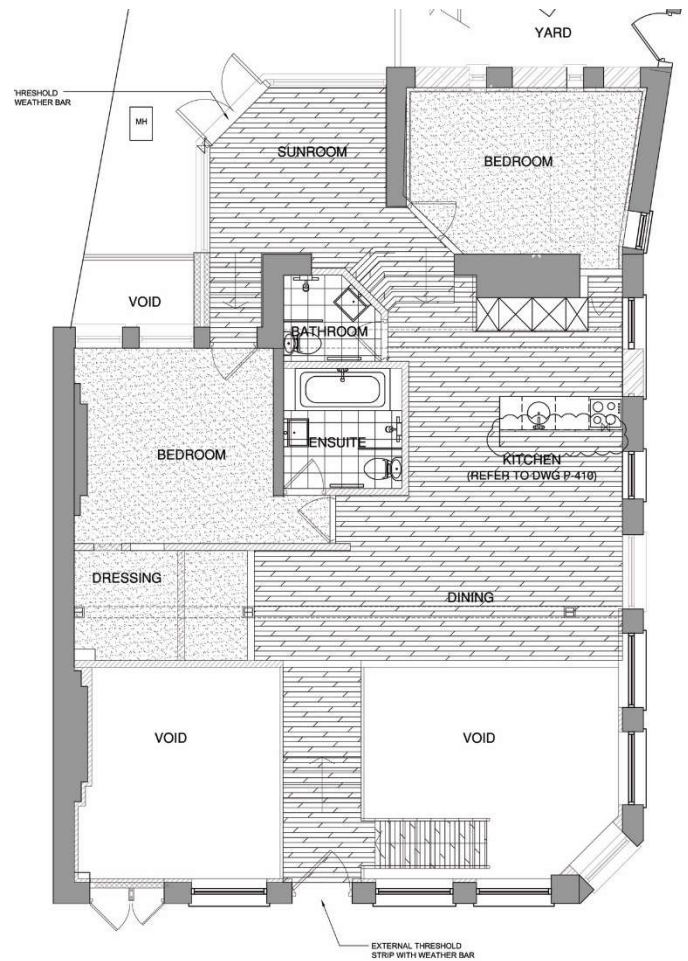 YARD
THRESHOLD
WEATHER BAR
MH
SUNROOM
BEDROOM
VOID
BATHROOM
BEDROOM
ENSUITE
KITCHEN
(REFER TO DWG P-410)
DRESSING
DINING
VOID
VOID
EXTERNAL THRESHOLD
STRIP WITH WEATHER BAR